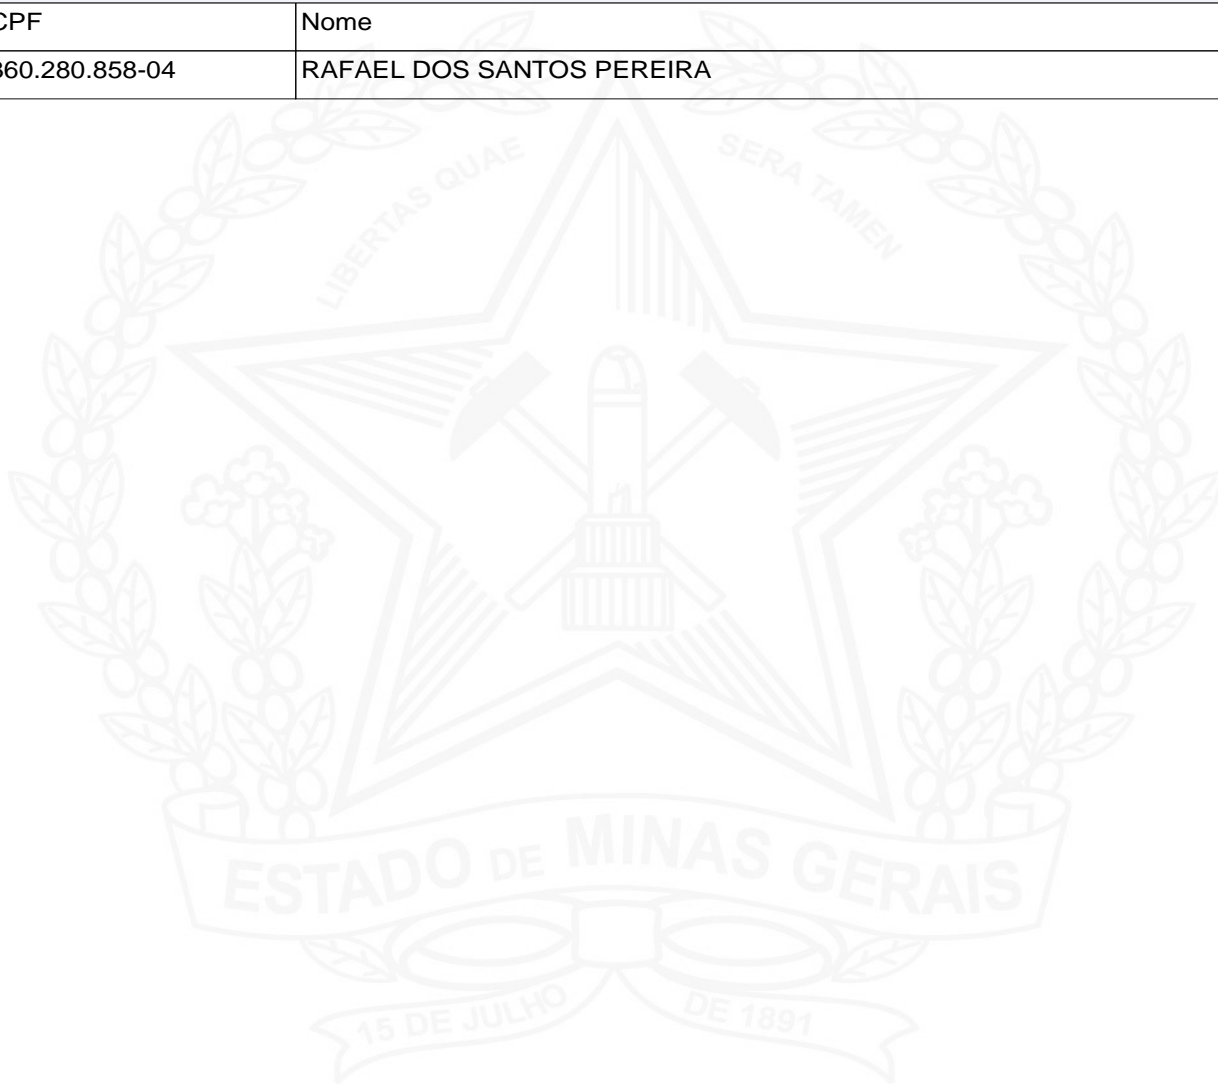 CPF	Nome
360.280.858-04	RAFAEL DOS SANTOS PEREIRA
LIBERTAS QUAE SERA TAMEN
ESTADO DE MINAS GERAIS
15 DE JULHO DE 1891